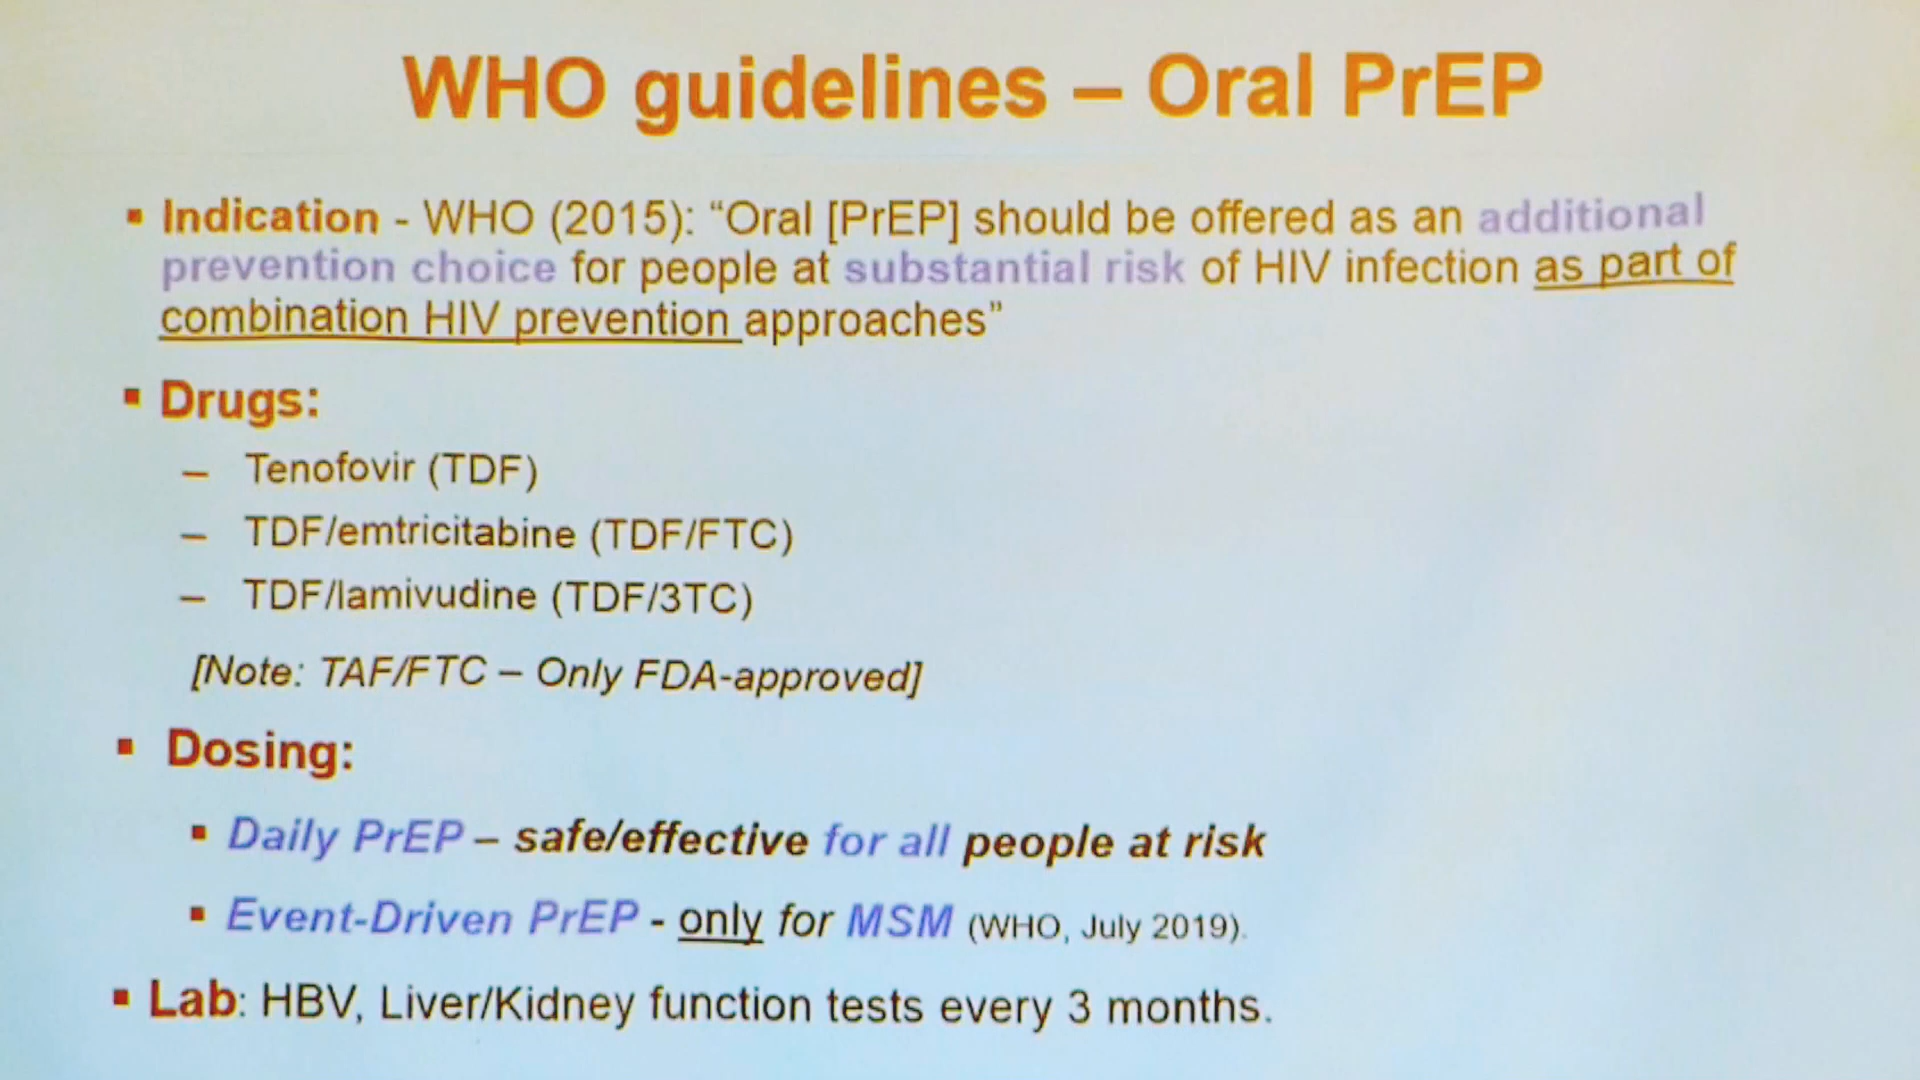 WHO guidelines – Oral PrEP
▪ Indication - WHO (2015): “Oral [PrEP] should be offered as an additional
prevention choice for people at substantial risk of HIV infection as part of
combination HIV prevention approaches”
▪ Drugs:
– Tenofovir (TDF)
– TDF/emtricitabine (TDF/FTC)
– TDF/lamivudine (TDF/3TC)
[Note: TAF/FTC – Only FDA-approved]
▪ Dosing:
▪ Daily PrEP – safe/effective for all people at risk
▪ Event-Driven PrEP - only for MSM (WHO, July 2019).
▪ Lab: HBV, Liver/Kidney function tests every 3 months.